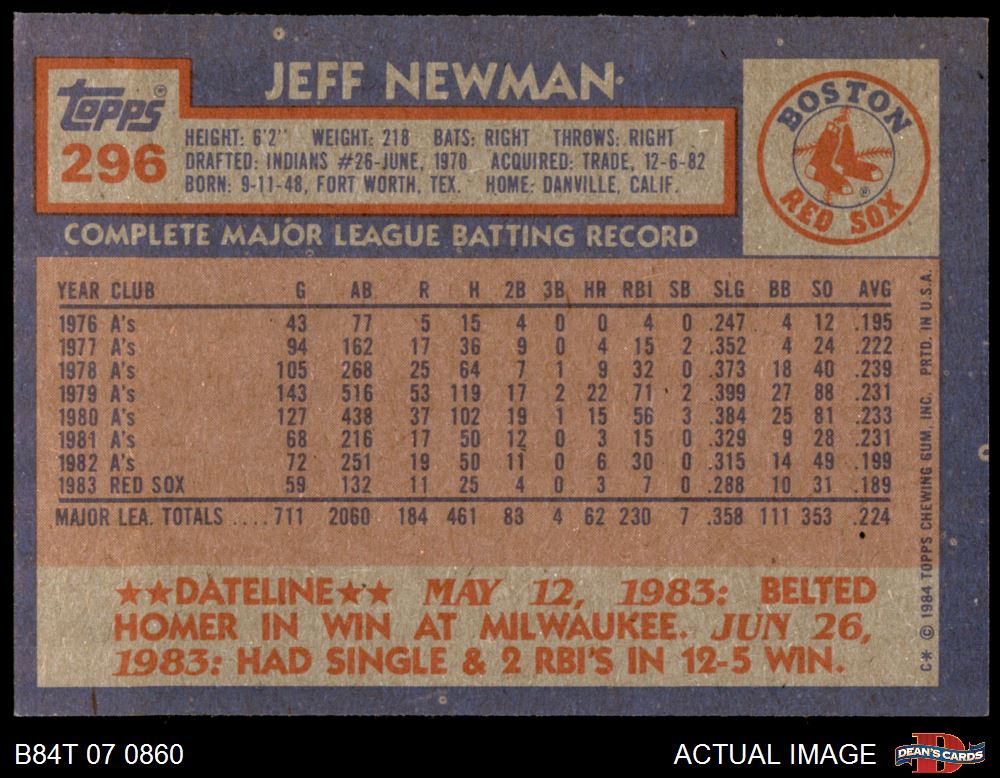 JEFF NEWMAN
Topps®
296
HEIGHT: 6'2" WEIGHT: 218 BATS: RIGHT THROWS: RIGHT
DRAFTED: INDIANS #26-JUNE, 1970 ACQUIRED: TRADE, 12-6-82
BORN: 9-11-48, FORT WORTH, TEX. HOME: DANVILLE, CALIF.
BOSTON
RED SOX
®
COMPLETE MAJOR LEAGUE BATTING RECORD
YEAR CLUB G AB R H 2B 3B HR RBI SB SLG BB SO AVG
1976 A's 43 77 5 15 4 0 0 4 0 .247 4 12 .195
1977 A's 94 162 17 36 9 0 4 15 2 .352 4 24 .222
1978 A's 105 268 25 64 7 1 9 32 0 .373 18 40 .239
1979 A's 143 516 53 119 17 2 22 71 2 .399 27 88 .231
1980 A's 127 438 37 102 19 1 15 56 3 .384 25 81 .233
1981 A's 68 216 17 50 12 0 3 15 0 .329 9 28 .231
1982 A's 72 251 19 50 11 0 6 30 0 .315 14 49 .199
1983 RED SOX 59 132 11 25 4 0 3 7 0 .288 10 31 .189
MAJOR LEA. TOTALS .... 711 2060 184 461 83 4 62 230 7 .358 111 353 .224
★★DATELINE★★ MAY 12, 1983: BELTED
HOMER IN WIN AT MILWAUKEE. JUN 26,
1983: HAD SINGLE & 2 RBI'S IN 12-5 WIN.
C* © 1984 TOPPS CHEWING GUM, INC. PRTD. IN U.S.A.
B84T 07 0860
ACTUAL IMAGE
DEAN'S CARDS